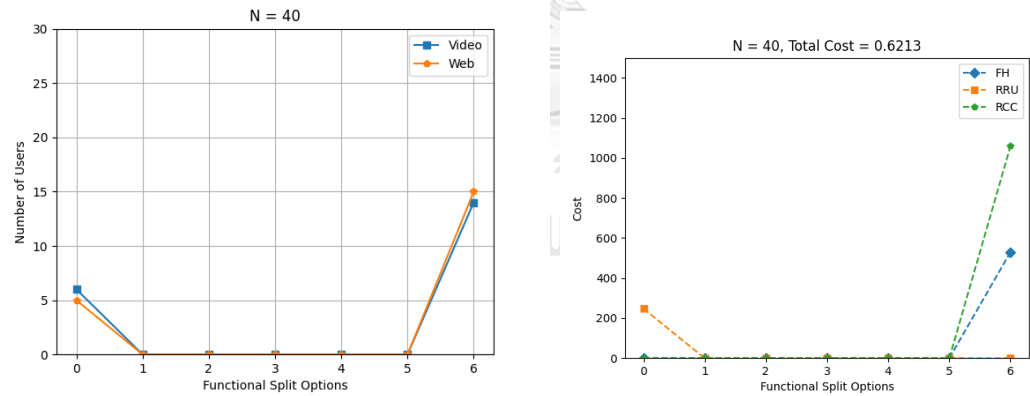 N = 40
30
25
20
15
10
5
0
Number of Users
Video
Web
0 1 2 3 4 5 6
Functional Split Options
N = 40, Total Cost = 0.6213
1400
1200
1000
800
600
400
200
0
Cost
FH
RRU
RCC
0 1 2 3 4 5 6
Functional Split Options